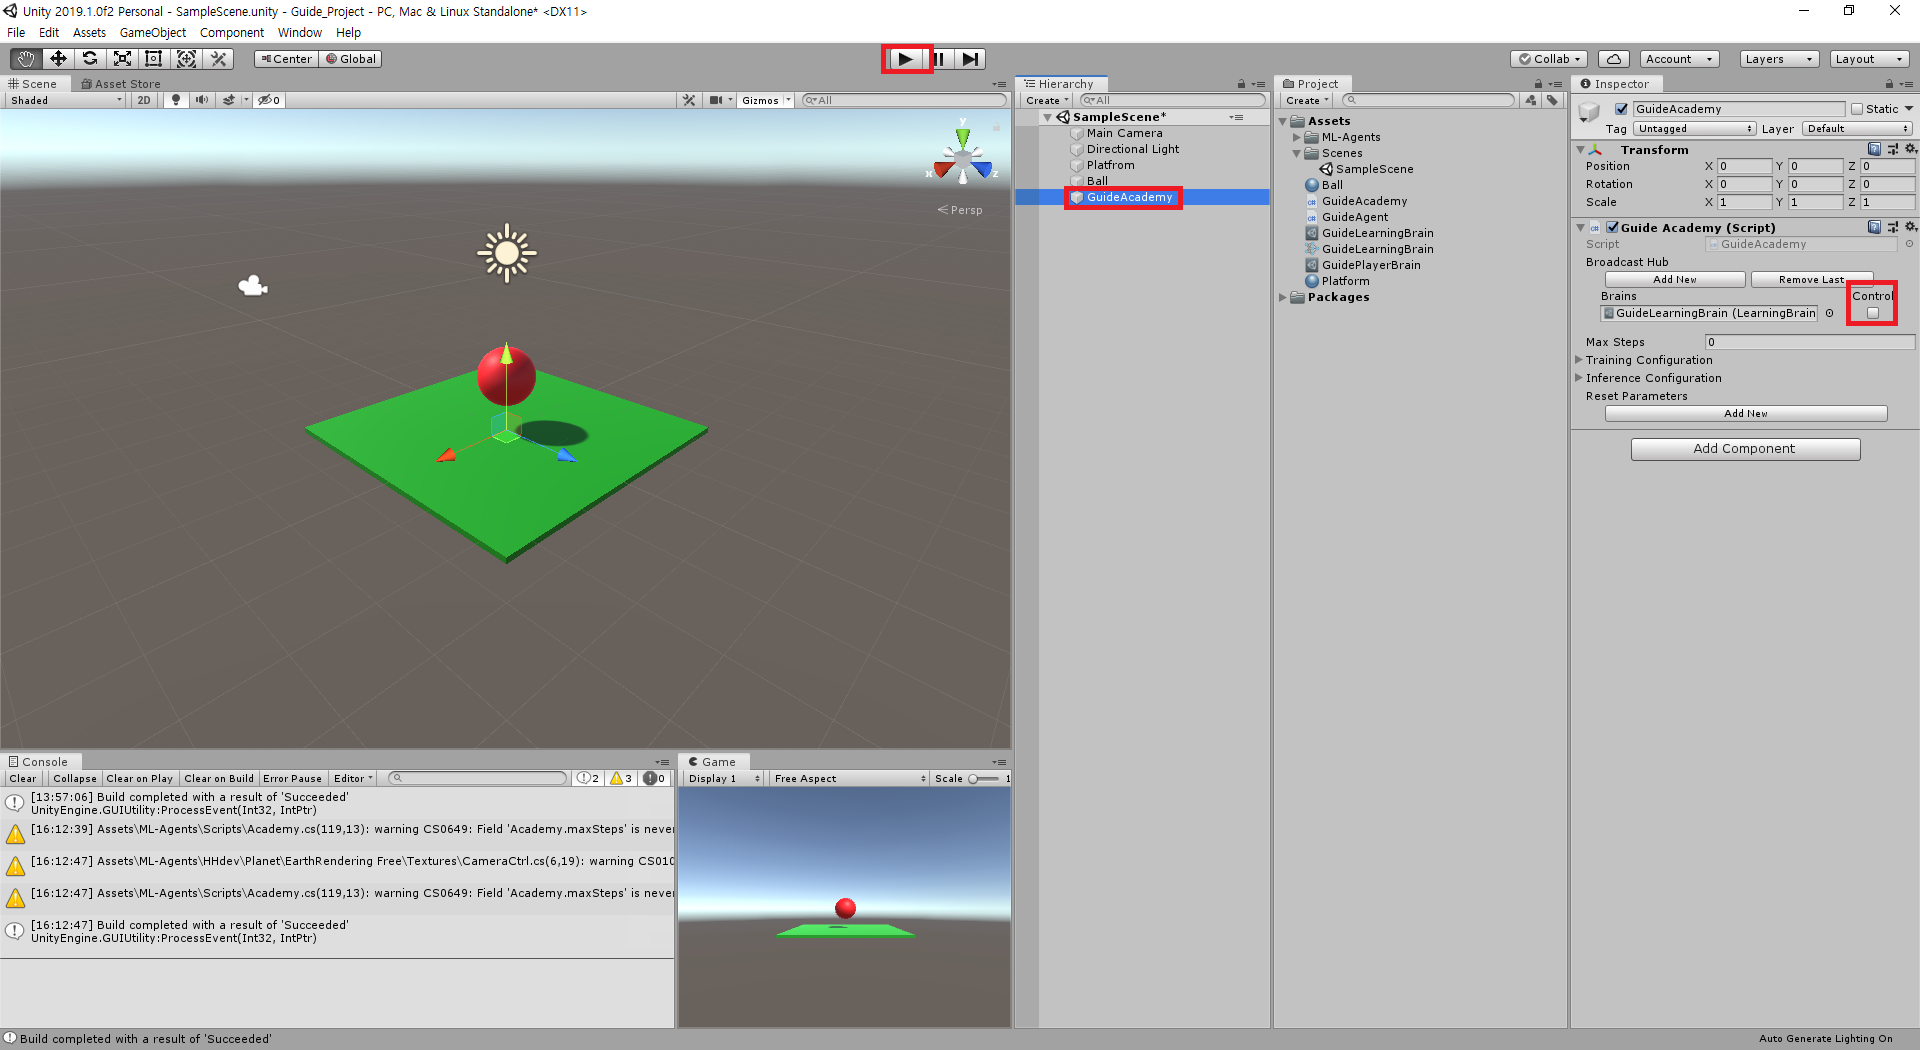 Unity 2019.1.0f2 Personal - SampleScene.unity - Guide_Project - PC, Mac & Linux Standalone* <DX11>
File Edit Assets GameObject Component Window Help
Center Global
Collab Account Layers Layout
Scene Asset Store
Shaded 2D 0 Gizmos All
y
x z
Persp
Hierarchy
Create All
SampleScene*
Main Camera
Directional Light
Platfrom
Ball
GuideAcademy
Project
Create
Assets
ML-Agents
Scenes
SampleScene
Ball
GuideAcademy
GuideAgent
GuideLearningBrain
GuideLearningBrain
GuidePlayerBrain
Platform
Packages
Inspector
GuideAcademy Static
Tag Untagged Layer Default
Transform
Position X 0 Y 0 Z 0
Rotation X 0 Y 0 Z 0
Scale X 1 Y 1 Z 1
Guide Academy (Script)
Script GuideAcademy
Broadcast Hub
Add New Remove Last
Brains Control
GuideLearningBrain (LearningBrain
Max Steps 0
Training Configuration
Inference Configuration
Reset Parameters
Add New
Add Component
Console
Clear Collapse Clear on Play Clear on Build Error Pause Editor 2 3 0
[13:57:06] Build completed with a result of 'Succeeded'
UnityEngine.GUIUtility:ProcessEvent(Int32, IntPtr)
[16:12:39] Assets\ML-Agents\Scripts\Academy.cs(119,13): warning CS0649: Field 'Academy.maxSteps' is never
[16:12:47] Assets\ML-Agents\HHdev\Planet\EarthRendering Free\Textures\CameraCtrl.cs(6,19): warning CS010
[16:12:47] Assets\ML-Agents\Scripts\Academy.cs(119,13): warning CS0649: Field 'Academy.maxSteps' is never
[16:12:47] Build completed with a result of 'Succeeded'
UnityEngine.GUIUtility:ProcessEvent(Int32, IntPtr)
Game
Display 1 Free Aspect Scale 1
Build completed with a result of 'Succeeded'
Auto Generate Lighting On